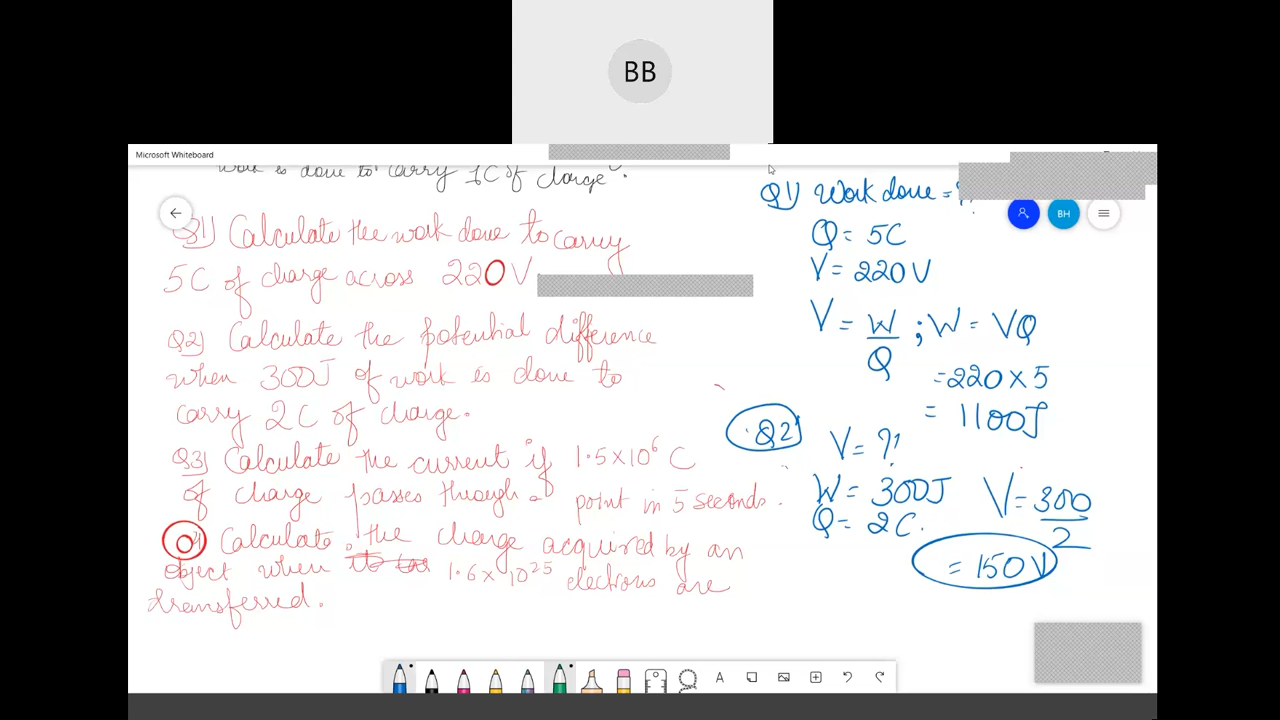 BB
Microsoft Whiteboard
work is done to carry 1C of charge.
Q1) Calculate the work done to carry
5C of charge across 220V.
Q2) Calculate the potential difference
when 300J of work is done to
carry 2C of charge.
Q3) Calculate the current if 1.5×10⁶ C
of charge passes through a point in 5 seconds.
Calculate the charge acquired by an
object when 1.6×10²⁵ electrons are
transferred.
Q1) Work done = ?
BH
Q = 5C
V = 220V
V = W/Q ; W = VQ
= 220 × 5
= 1100J
Q2
V = ?
W = 300J
Q = 2C.
V = 300/2
= 150V
A